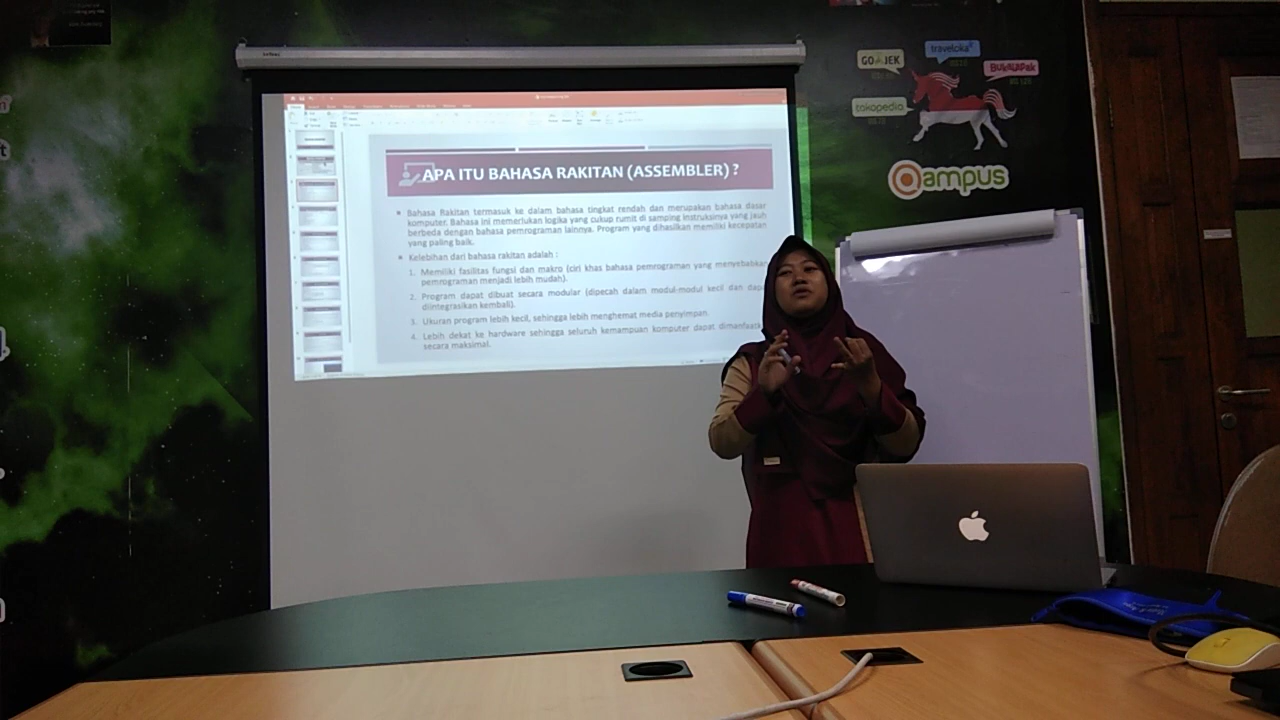 APA ITU BAHASA RAKITAN (ASSEMBLER) ?
Bahasa Rakitan termasuk ke dalam bahasa tingkat rendah dan merupakan bahasa dasar
komputer. Bahasa ini memerlukan logika yang cukup rumit di samping instruksinya yang jauh
berbeda dengan bahasa pemrograman lainnya. Program yang dihasilkan memiliki kecepatan
yang paling baik.
Kelebihan dari bahasa rakitan adalah :
1. Memiliki fasilitas fungsi dan makro (ciri khas bahasa pemrograman yang menyebabkan
pemrograman menjadi lebih mudah).
2. Program dapat dibuat secara modular (dipecah dalam modul-modul kecil dan dapa
diintegrasikan kembali).
3. Ukuran program lebih kecil, sehingga lebih menghemat media penyimpan.
4. Lebih dekat ke hardware sehingga seluruh kemampuan komputer dapat dimanfaatk
secara maksimal.
GO-JEK
traveloka
BukaLapak
tokopedia
Qampus